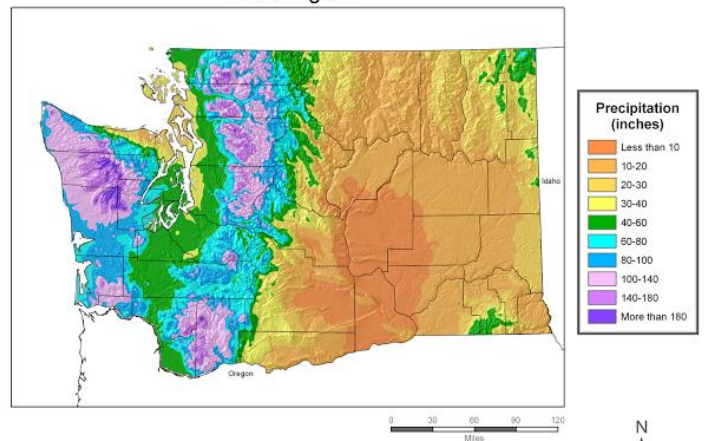 Precipitation
(inches)
Less than 10
10-20
20-30
30-40
40-60
60-80
80-100
100-140
140-180
More than 180
Idaho
Oregon
0 30 60 90 120
Miles
N